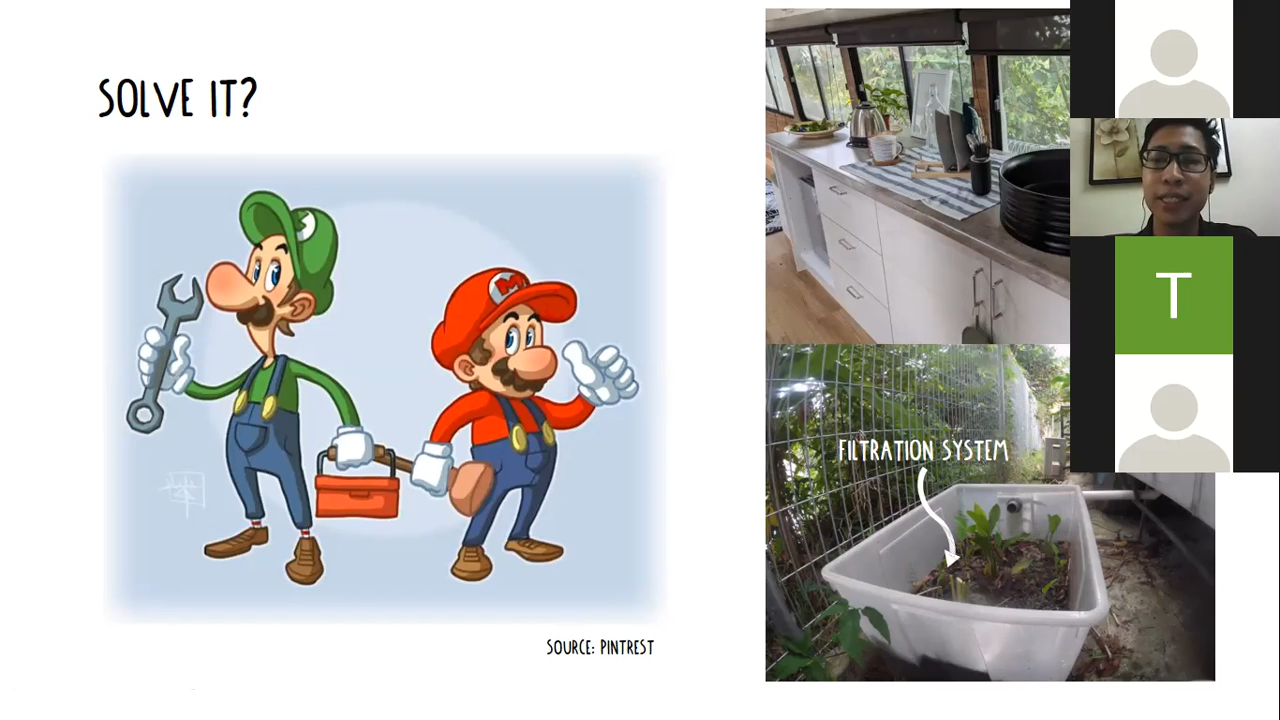 SOLVE IT?
M
T
FILTRATION SYSTEM
SOURCE: PINTREST